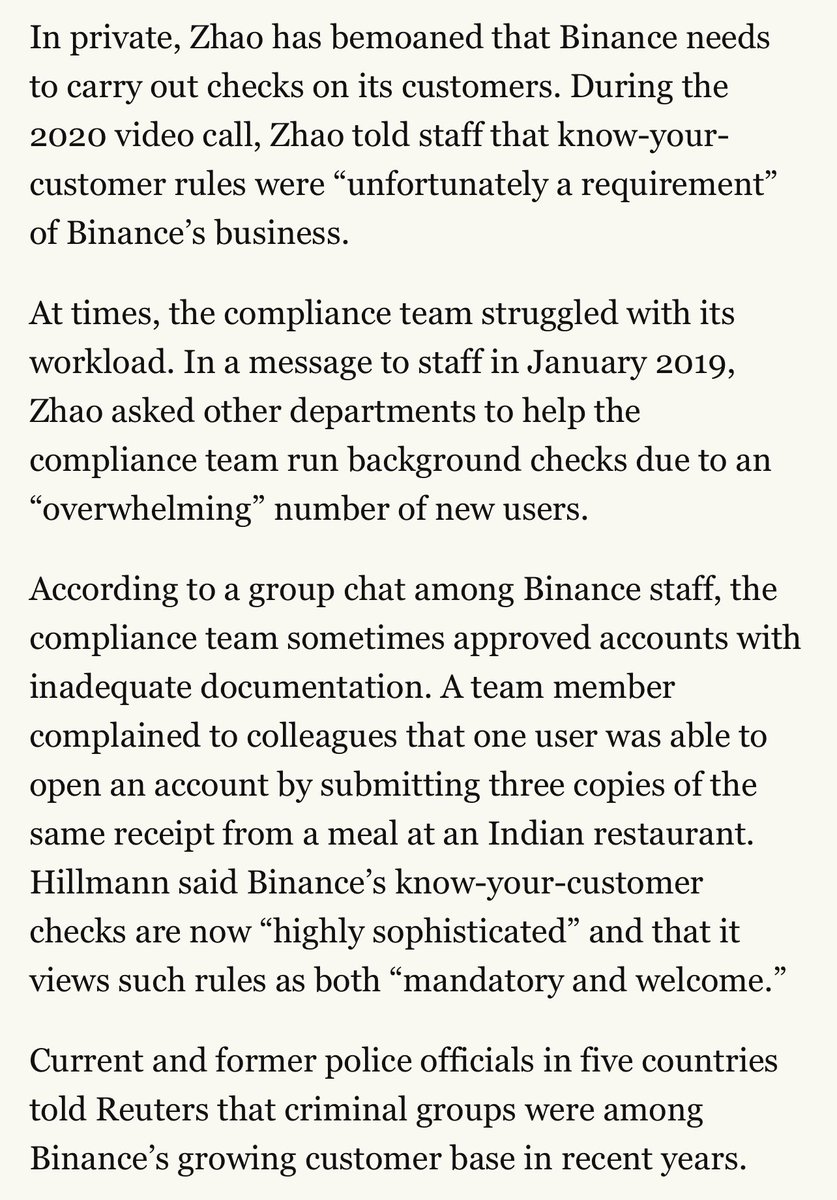 In private, Zhao has bemoaned that Binance needs
to carry out checks on its customers. During the
2020 video call, Zhao told staff that know-your-
customer rules were “unfortunately a requirement”
of Binance’s business.
At times, the compliance team struggled with its
workload. In a message to staff in January 2019,
Zhao asked other departments to help the
compliance team run background checks due to an
“overwhelming” number of new users.
According to a group chat among Binance staff, the
compliance team sometimes approved accounts with
inadequate documentation. A team member
complained to colleagues that one user was able to
open an account by submitting three copies of the
same receipt from a meal at an Indian restaurant.
Hillmann said Binance’s know-your-customer
checks are now “highly sophisticated” and that it
views such rules as both “mandatory and welcome.”
Current and former police officials in five countries
told Reuters that criminal groups were among
Binance’s growing customer base in recent years.